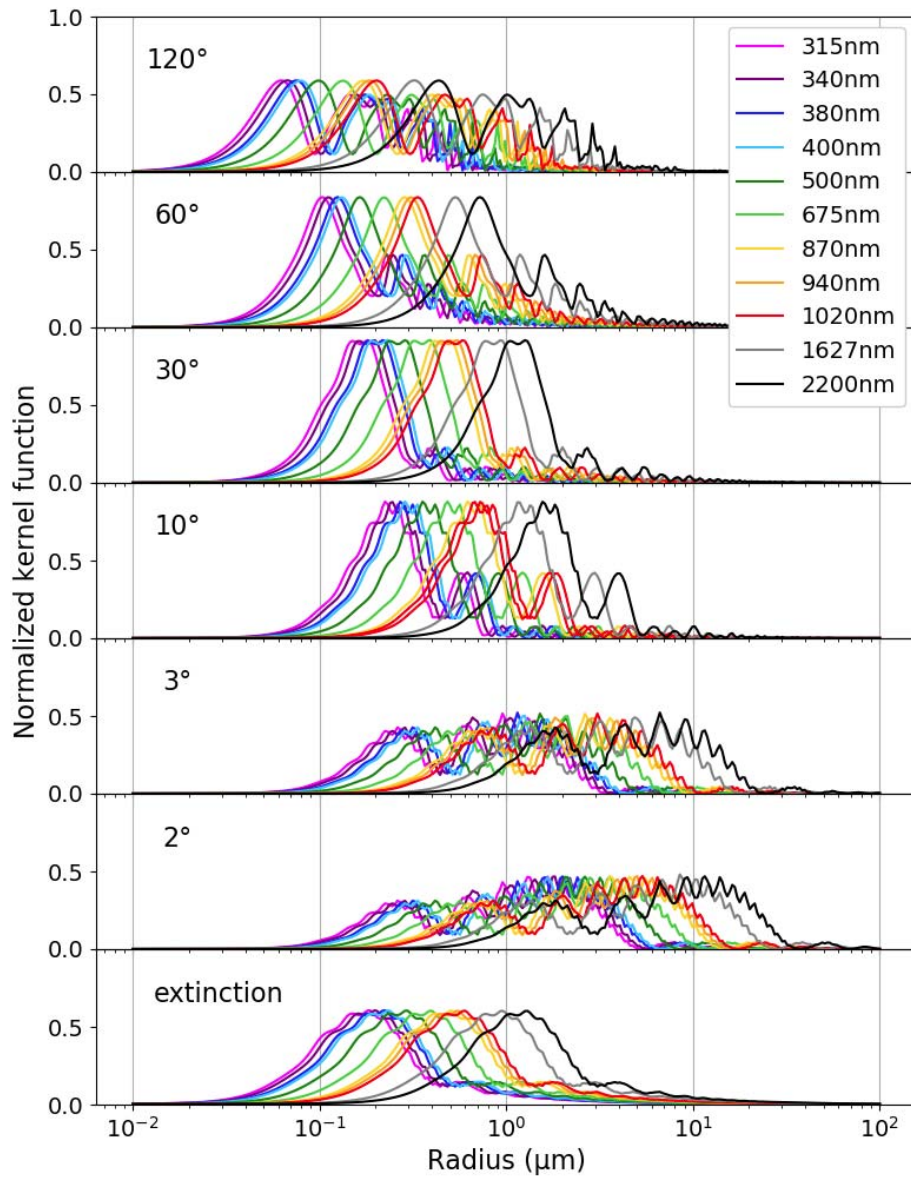 1.0
120°
0.5
0.0
60°
0.5
0.0
30°
0.5
0.0
10°
0.5
0.0
3°
0.5
0.0
2°
0.5
0.0
extinction
0.5
0.0
10⁻² 10⁻¹ 10⁰ 10¹ 10²
Radius (μm)
Normalized kernel function
315nm
340nm
380nm
400nm
500nm
675nm
870nm
940nm
1020nm
1627nm
2200nm